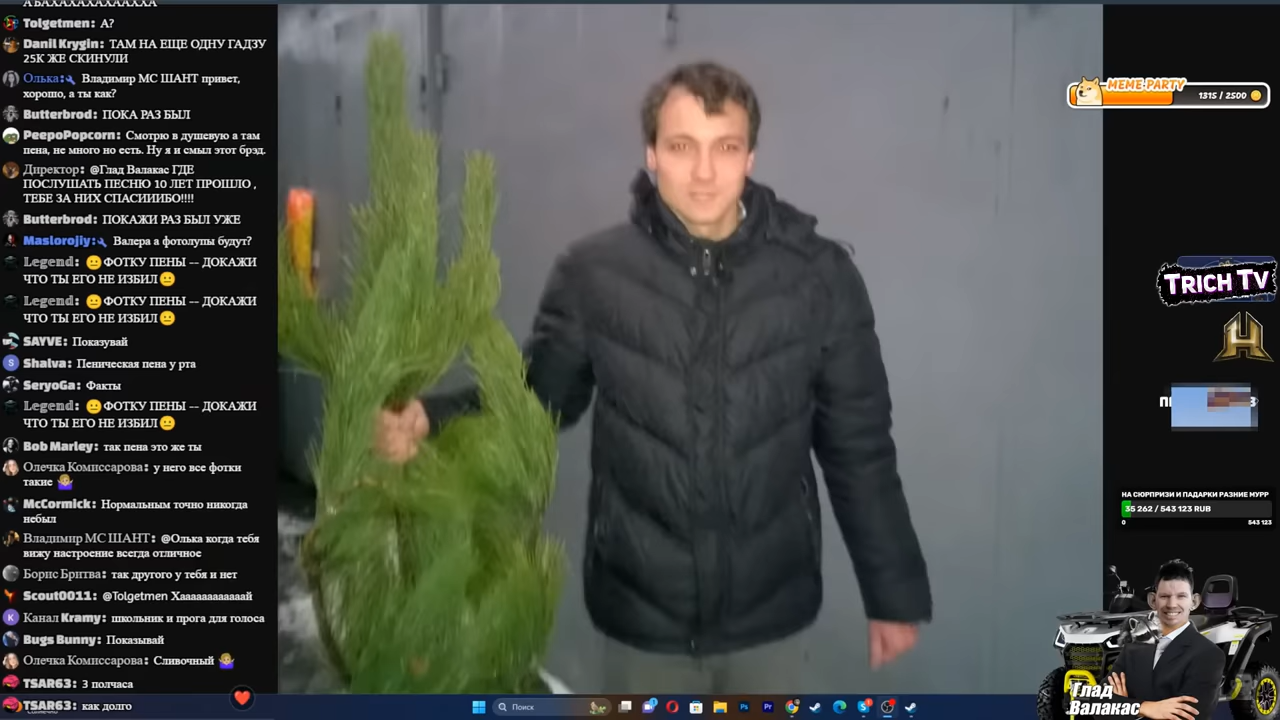 АБАХАХАХАХАААХА
Tolgetmen: А?
Danil Krygin: ТАМ НА ЕЩЕ ОДНУ ГАДЗУ
25K ЖЕ СКИНУЛИ
Олька: Владимир МС ШАНТ привет,
хорошо, а ты как?
Butterbrod: ПОКА РАЗ БЫЛ
PeepoPopcorn: Смотрю в душевую а там
пена, не много но есть. Ну я и смыл этот брэд.
Директор: @Глад Валакас ГДЕ
ПОСЛУШАТЬ ПЕСНЮ 10 ЛЕТ ПРОШЛО ,
ТЕБЕ ЗА НИХ СПАСИИИБО!!!!
Butterbrod: ПОКАЖИ РАЗ БЫЛ УЖЕ
Maslorojiy: Валера а фотолупы будут?
Legend: 😐ФОТКУ ПЕНЫ -- ДОКАЖИ
ЧТО ТЫ ЕГО НЕ ИЗБИЛ😐
Legend: 😐ФОТКУ ПЕНЫ -- ДОКАЖИ
ЧТО ТЫ ЕГО НЕ ИЗБИЛ😐
SAYVE: Показувай
Shalva: Пеническая пена у рта
SeryoGa: Факты
Legend: 😐ФОТКУ ПЕНЫ -- ДОКАЖИ
ЧТО ТЫ ЕГО НЕ ИЗБИЛ😐
Bob Marley: так пена это же ты
Олечка Комиссарова: у него все фотки
такие 🤷
McCormick: Нормальным точно никогда
небыл
Владимир МС ШАНТ: @Олька когда тебя
вижу настроение всегда отличное
Борис Бритва: так другого у тебя и нет
Scout0011: @Tolgetmen Хааааааааааай
Канал Kramy: школьник и прога для голоса
Bugs Bunny: Показывай
Олечка Комиссарова: Сливочный 🤷
TSAR63: 3 полчаса
TSAR63: как долго
MEME PARTY
1315 / 2500
TRICH TV
НА СЮРПРИЗИ И ПАДАРКИ РАЗНИЕ МУРР
35 262 / 543 123 RUB
0 543 123
Глад
Валакас
Поиск